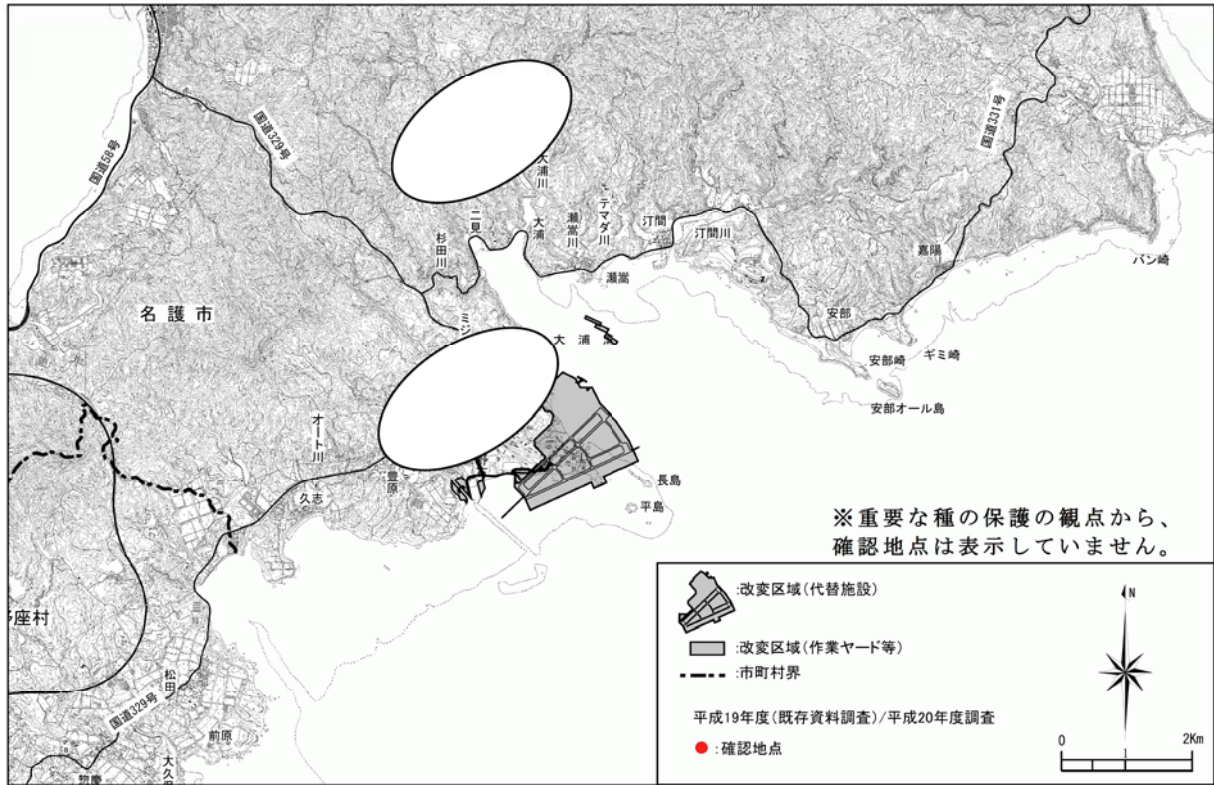 国道58号
国道329号
国道331号
大浦川
二見
杉田川
大浦
瀬嵩川
テマダ川
汀間
汀間川
瀬嵩
嘉陽
バン崎
安部
安部崎
ギミ崎
安部オール島
名護市
大浦
オート川
久志
豊原
長島
平島
※重要な種の保護の観点から、
確認地点は表示していません。
座村
松田
国道329号
前原
惣慶
:改変区域(代替施設)
:改変区域(作業ヤード等)
:市町村界
平成19年度(既存資料調査)/平成20年度調査
:確認地点
N
0 1 2Km